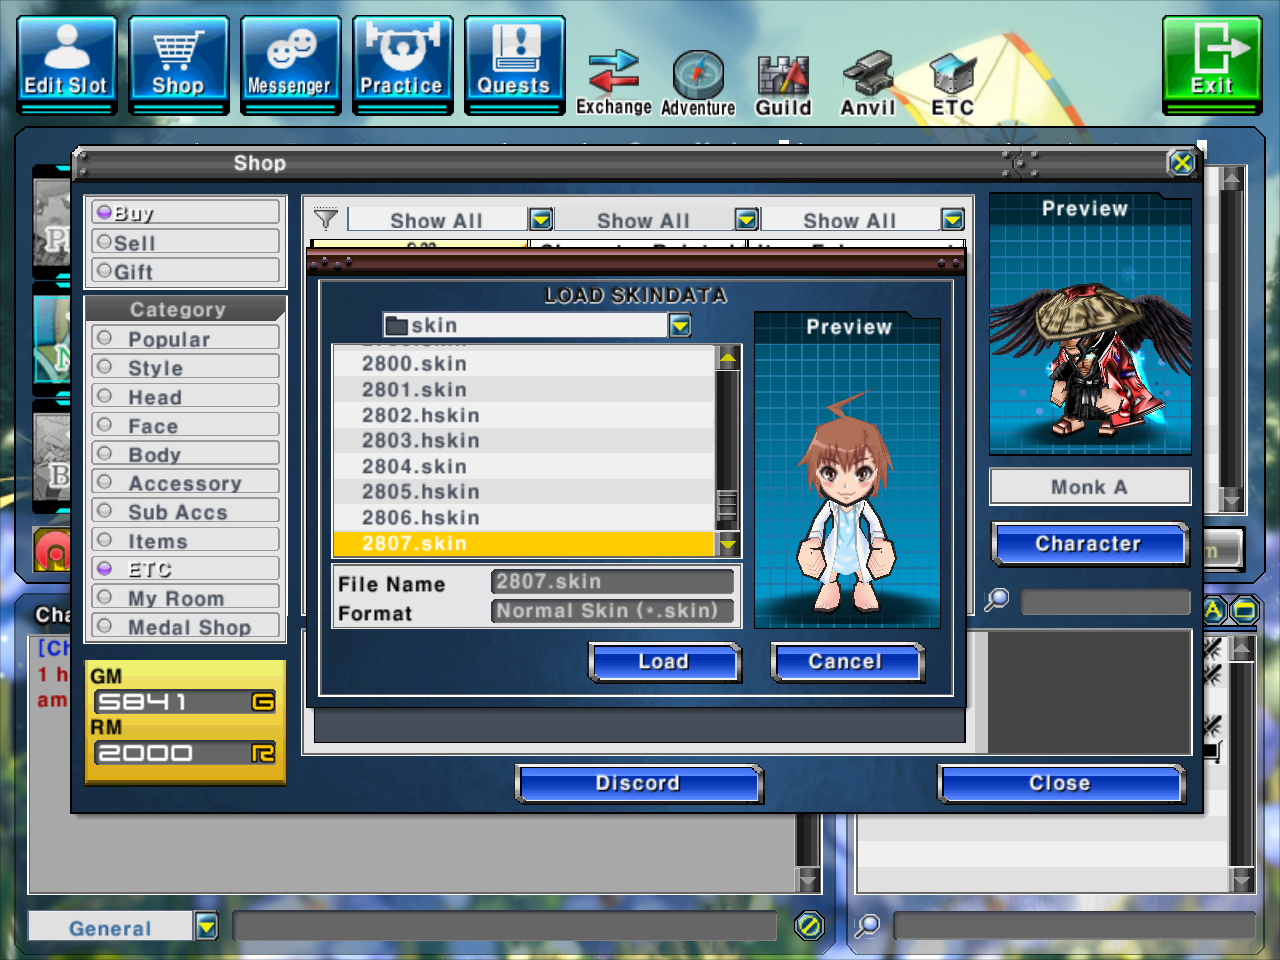 Edit Slot
Shop
Messenger
Practice
Quests
Exchange
Adventure
Guild
Anvil
ETC
Exit
Shop
Buy
Sell
Gift
Category
Popular
Style
Head
Face
Body
Accessory
Sub Accs
Items
ETC
My Room
Medal Shop
GM
5841 G
RM
2000 R
Show All
Show All
Show All
LOAD SKINDATA
skin
2800.skin
2801.skin
2802.hskin
2803.hskin
2804.skin
2805.hskin
2806.hskin
2807.skin
File Name
2807.skin
Format
Normal Skin (*.skin)
Preview
Load
Cancel
Preview
Monk A
Character
Discord
Close
Cha
[Ch
1 h
am
A
General